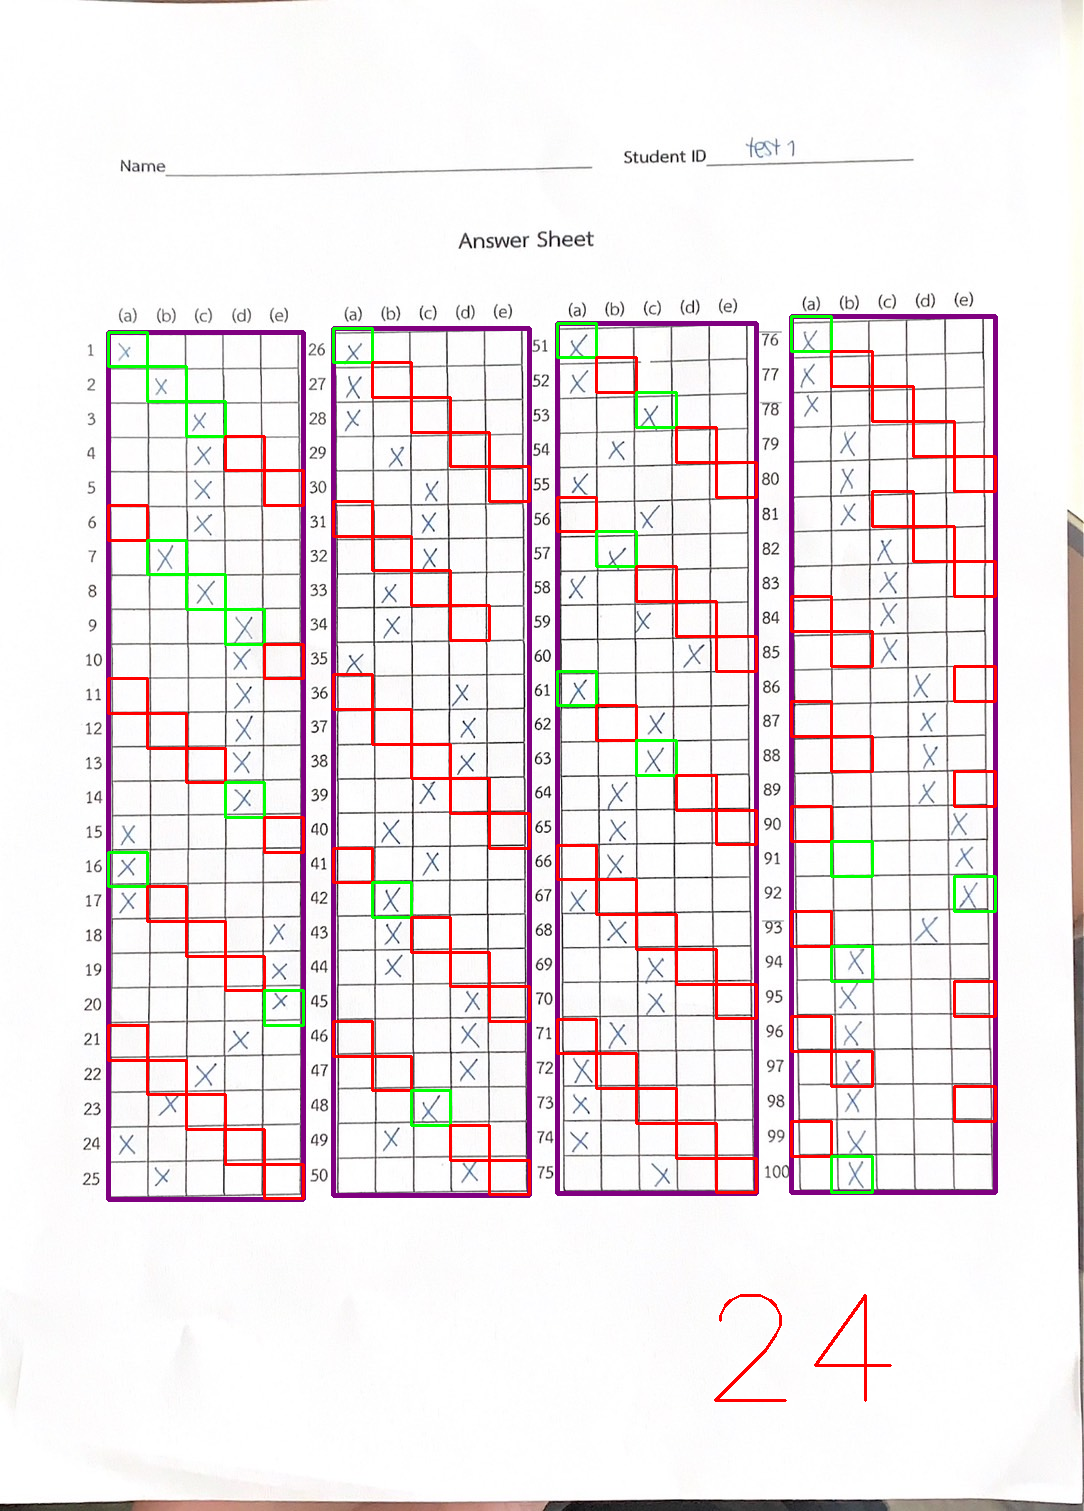 Name Student ID test 1
Answer Sheet
(a) (b) (c) (d) (e) (a) (b) (c) (d) (e) (a) (b) (c) (d) (e) (a) (b) (c) (d) (e)
1 X 26 X 51 X 76 X
2 X 27 X 52 X 77 X
3 X 28 X 53 X 78 X
4 X 29 X 54 X 79 X
5 X 30 X 55 X 80 X
6 X 31 X 56 X 81 X
7 X 32 X 57 X 82 X
8 X 33 X 58 X 83 X
9 X 34 X 59 X 84 X
10 X 35 X 60 X 85 X
11 X 36 X 61 X 86 X
12 X 37 X 62 X 87 X
13 X 38 X 63 X 88 X
14 X 39 X 64 X 89 X
15 X 40 X 65 X 90 X
16 X 41 X 66 X 91 X
17 X 42 X 67 X 92 X
18 X 43 X 68 X 93 X
19 X 44 X 69 X 94 X
20 X 45 X 70 X 95 X
21 X 46 X 71 X 96 X
22 X 47 X 72 X 97 X
23 X 48 X 73 X 98 X
24 X 49 X 74 X 99 X
25 X 50 X 75 X 100 X
24